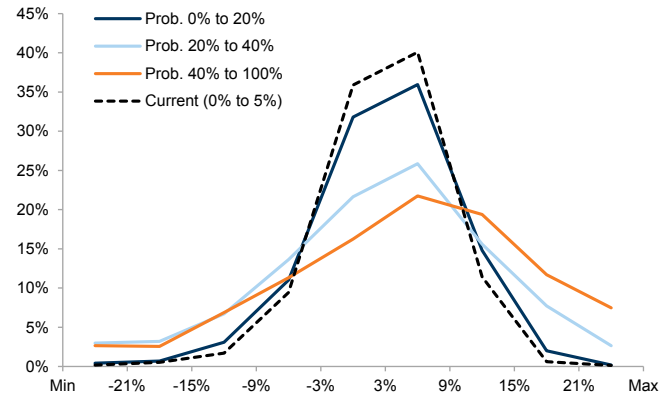 45%
40%
35%
30%
25%
20%
15%
10%
5%
0%
Prob. 0% to 20%
Prob. 20% to 40%
Prob. 40% to 100%
Current (0% to 5%)
Min -21% -15% -9% -3% 3% 9% 15% 21% Max